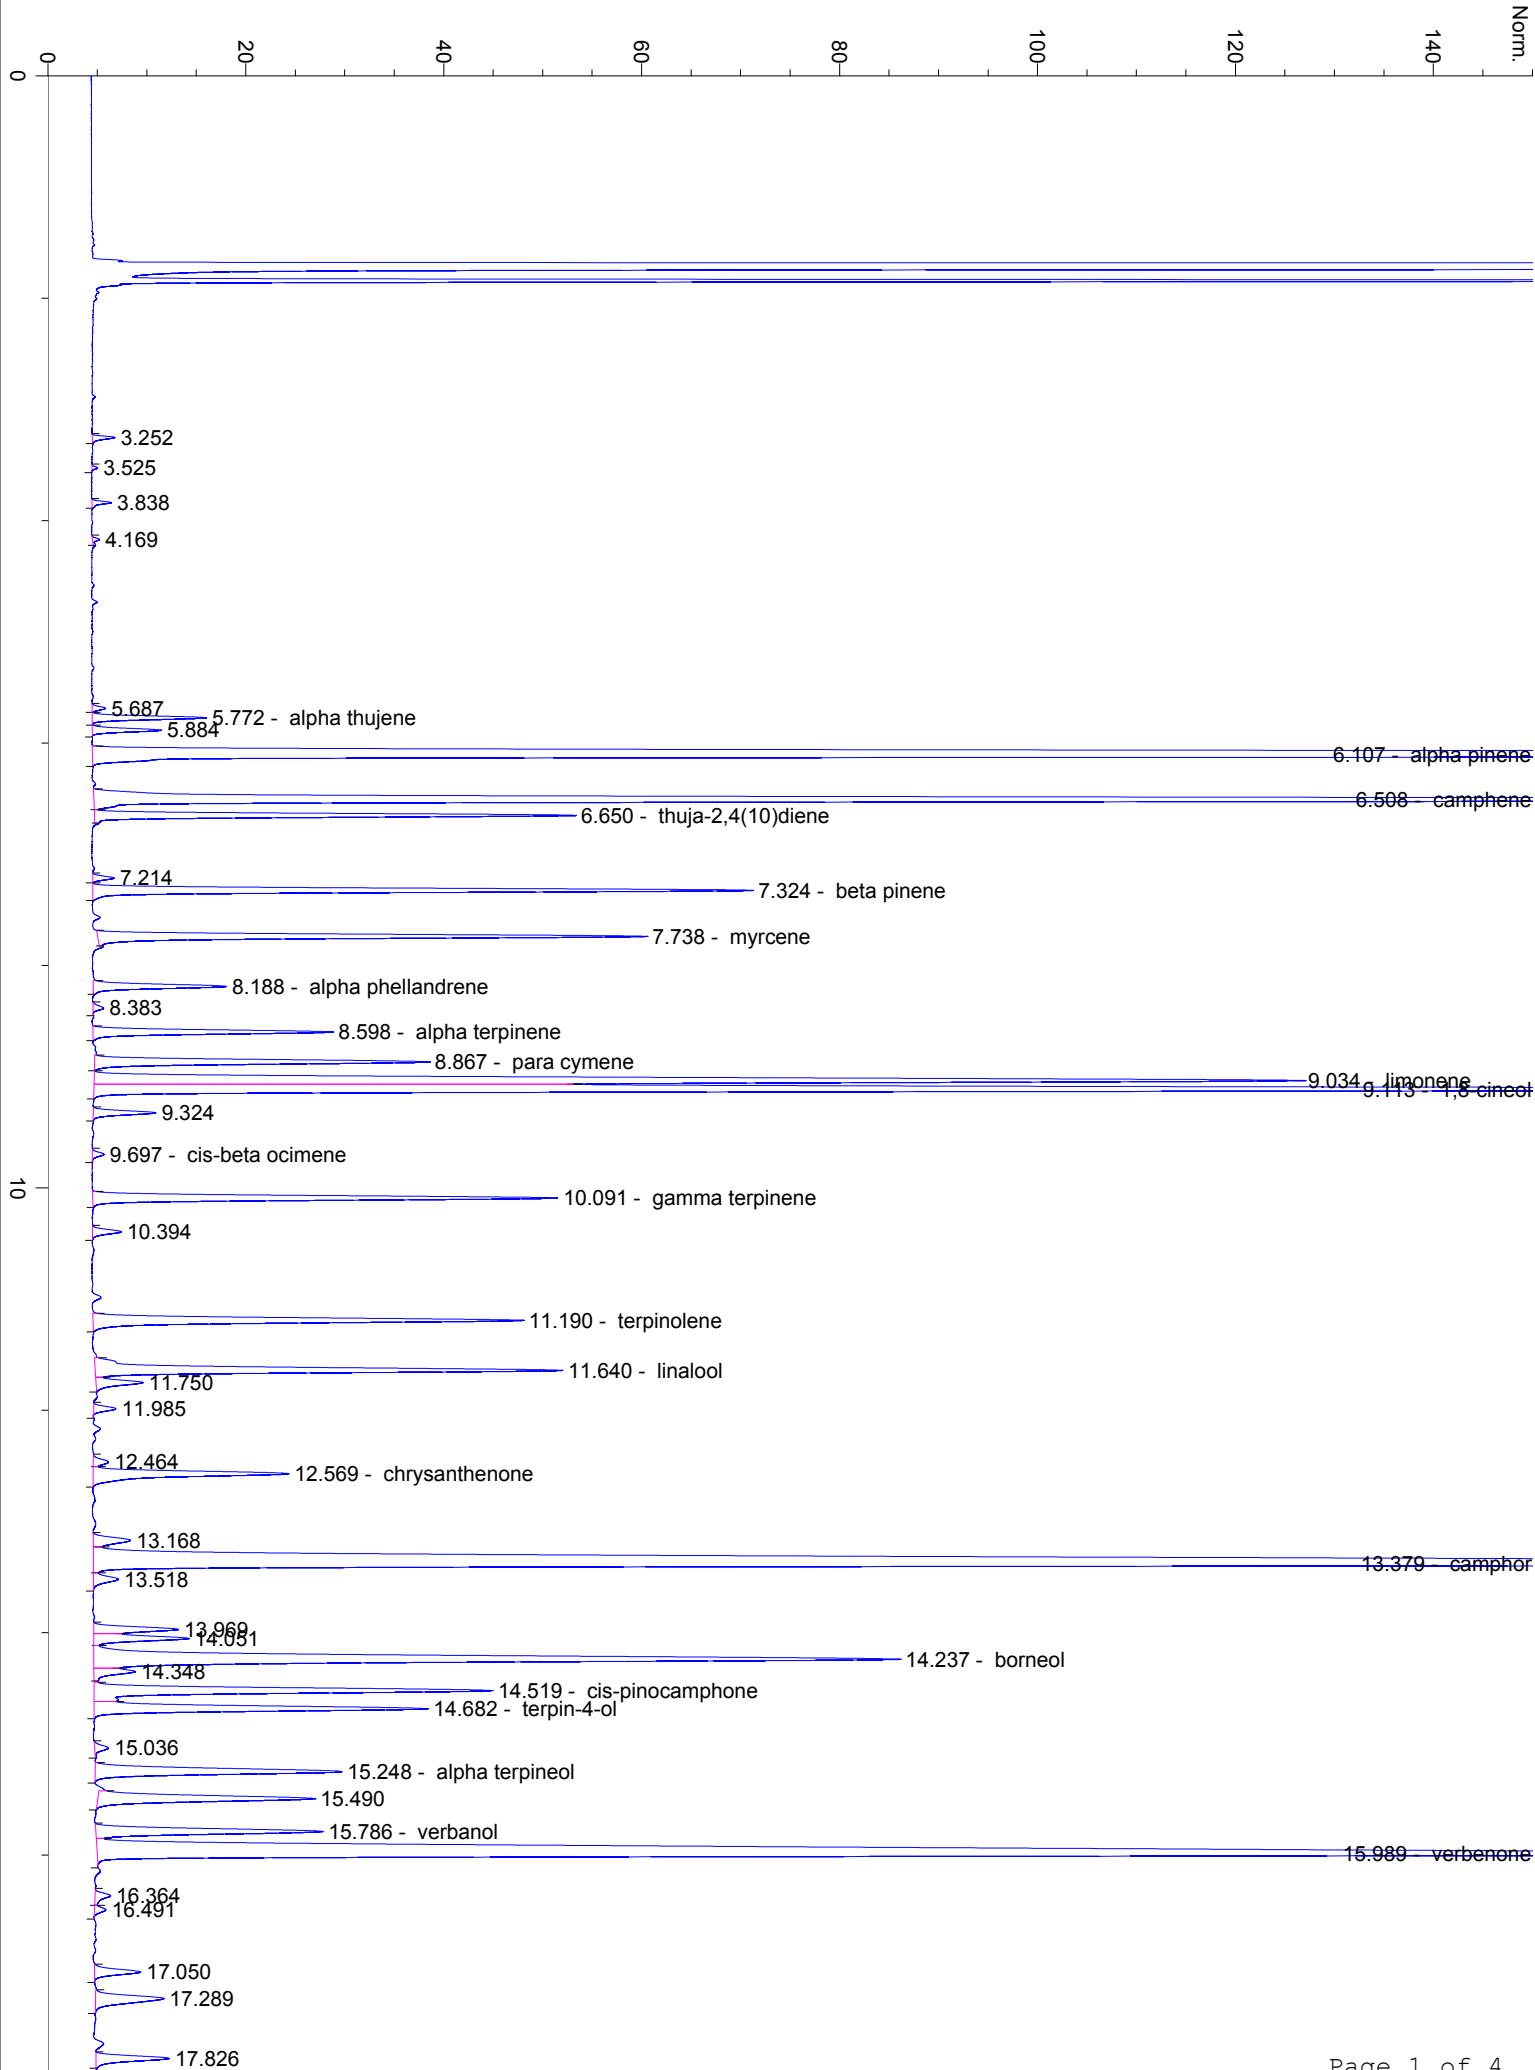 Norm.
0
20
40
60
80
100
120
140
0
3.252
3.525
3.838
4.169
5.687
5.772 - alpha thujene
5.884
6.107 - alpha pinene
6.508 - camphene
6.650 - thuja-2,4(10)diene
7.214
7.324 - beta pinene
7.738 - myrcene
8.188 - alpha phellandrene
8.383
8.598 - alpha terpinene
8.867 - para cymene
9.034 - limonene
9.113 - 1,8 cineol
9.324
9.697 - cis-beta ocimene
10
10.091 - gamma terpinene
10.394
11.190 - terpinolene
11.640 - linalool
11.750
11.985
12.464
12.569 - chrysanthenone
13.168
13.379 - camphor
13.518
13.969
14.051
14.237 - borneol
14.348
14.519 - cis-pinocamphone
14.682 - terpin-4-ol
15.036
15.248 - alpha terpineol
15.490
15.786 - verbanol
15.989 - verbenone
16.364
16.491
17.050
17.289
17.826
Page 1 of 4